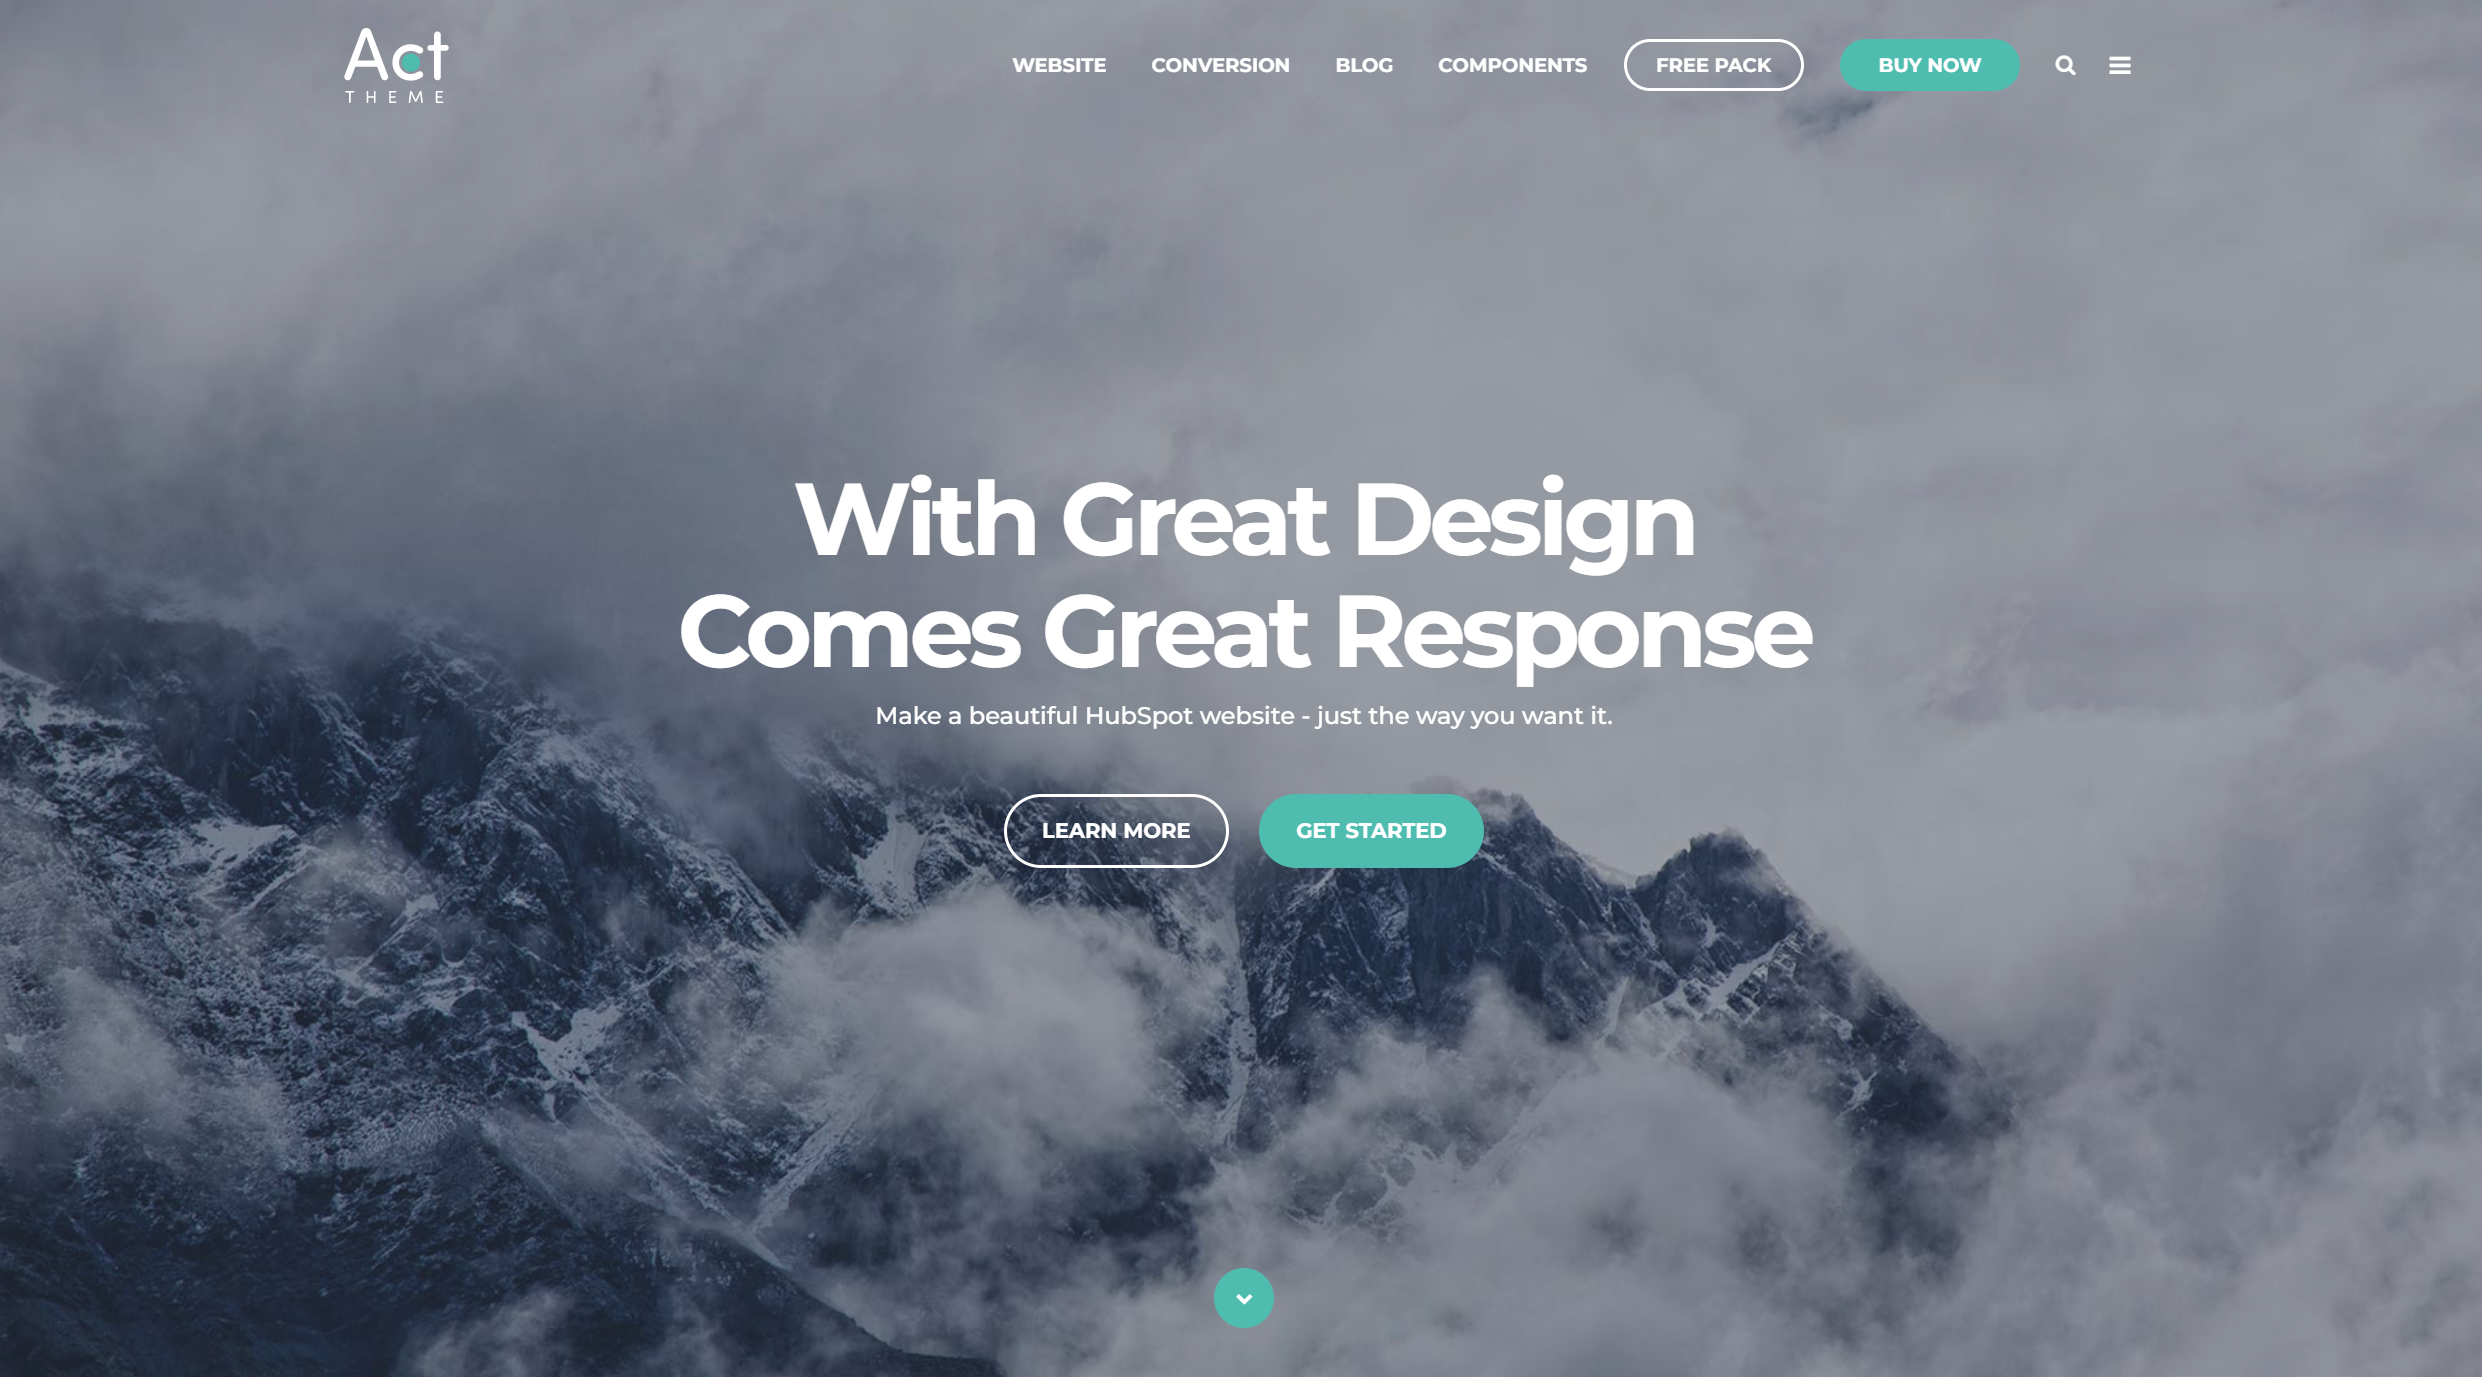 Act
THEME
WEBSITE CONVERSION BLOG COMPONENTS FREE PACK BUY NOW
With Great Design
Comes Great Response
Make a beautiful HubSpot website - just the way you want it.
LEARN MORE GET STARTED